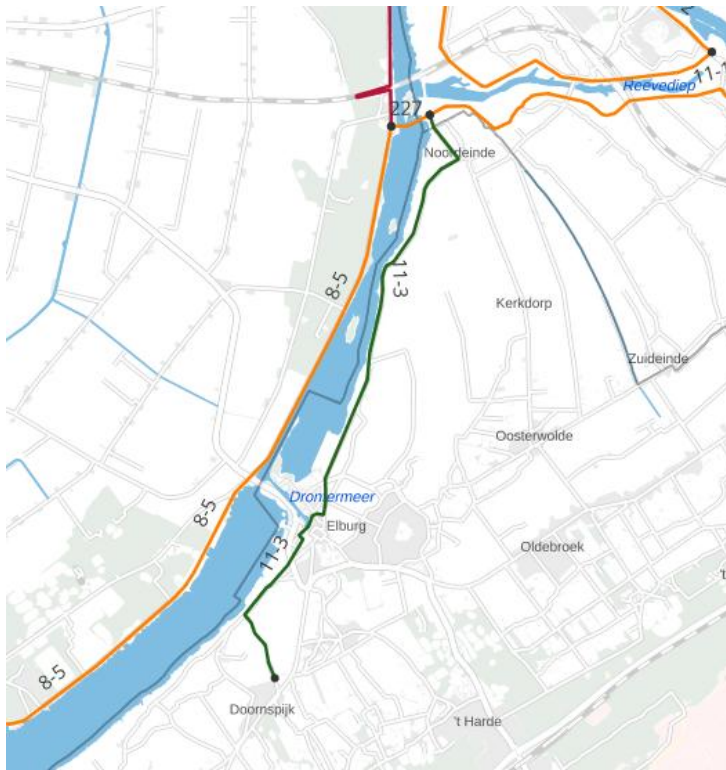 2
11-1
Reevediep
227
Noordeinde
8-5
11-3
Kerkdorp
Zuideinde
Oosterwolde
Drontermeer
8-5
Elburg
11-3
Oldebroek
't
8-5
Doornspijk
't Harde